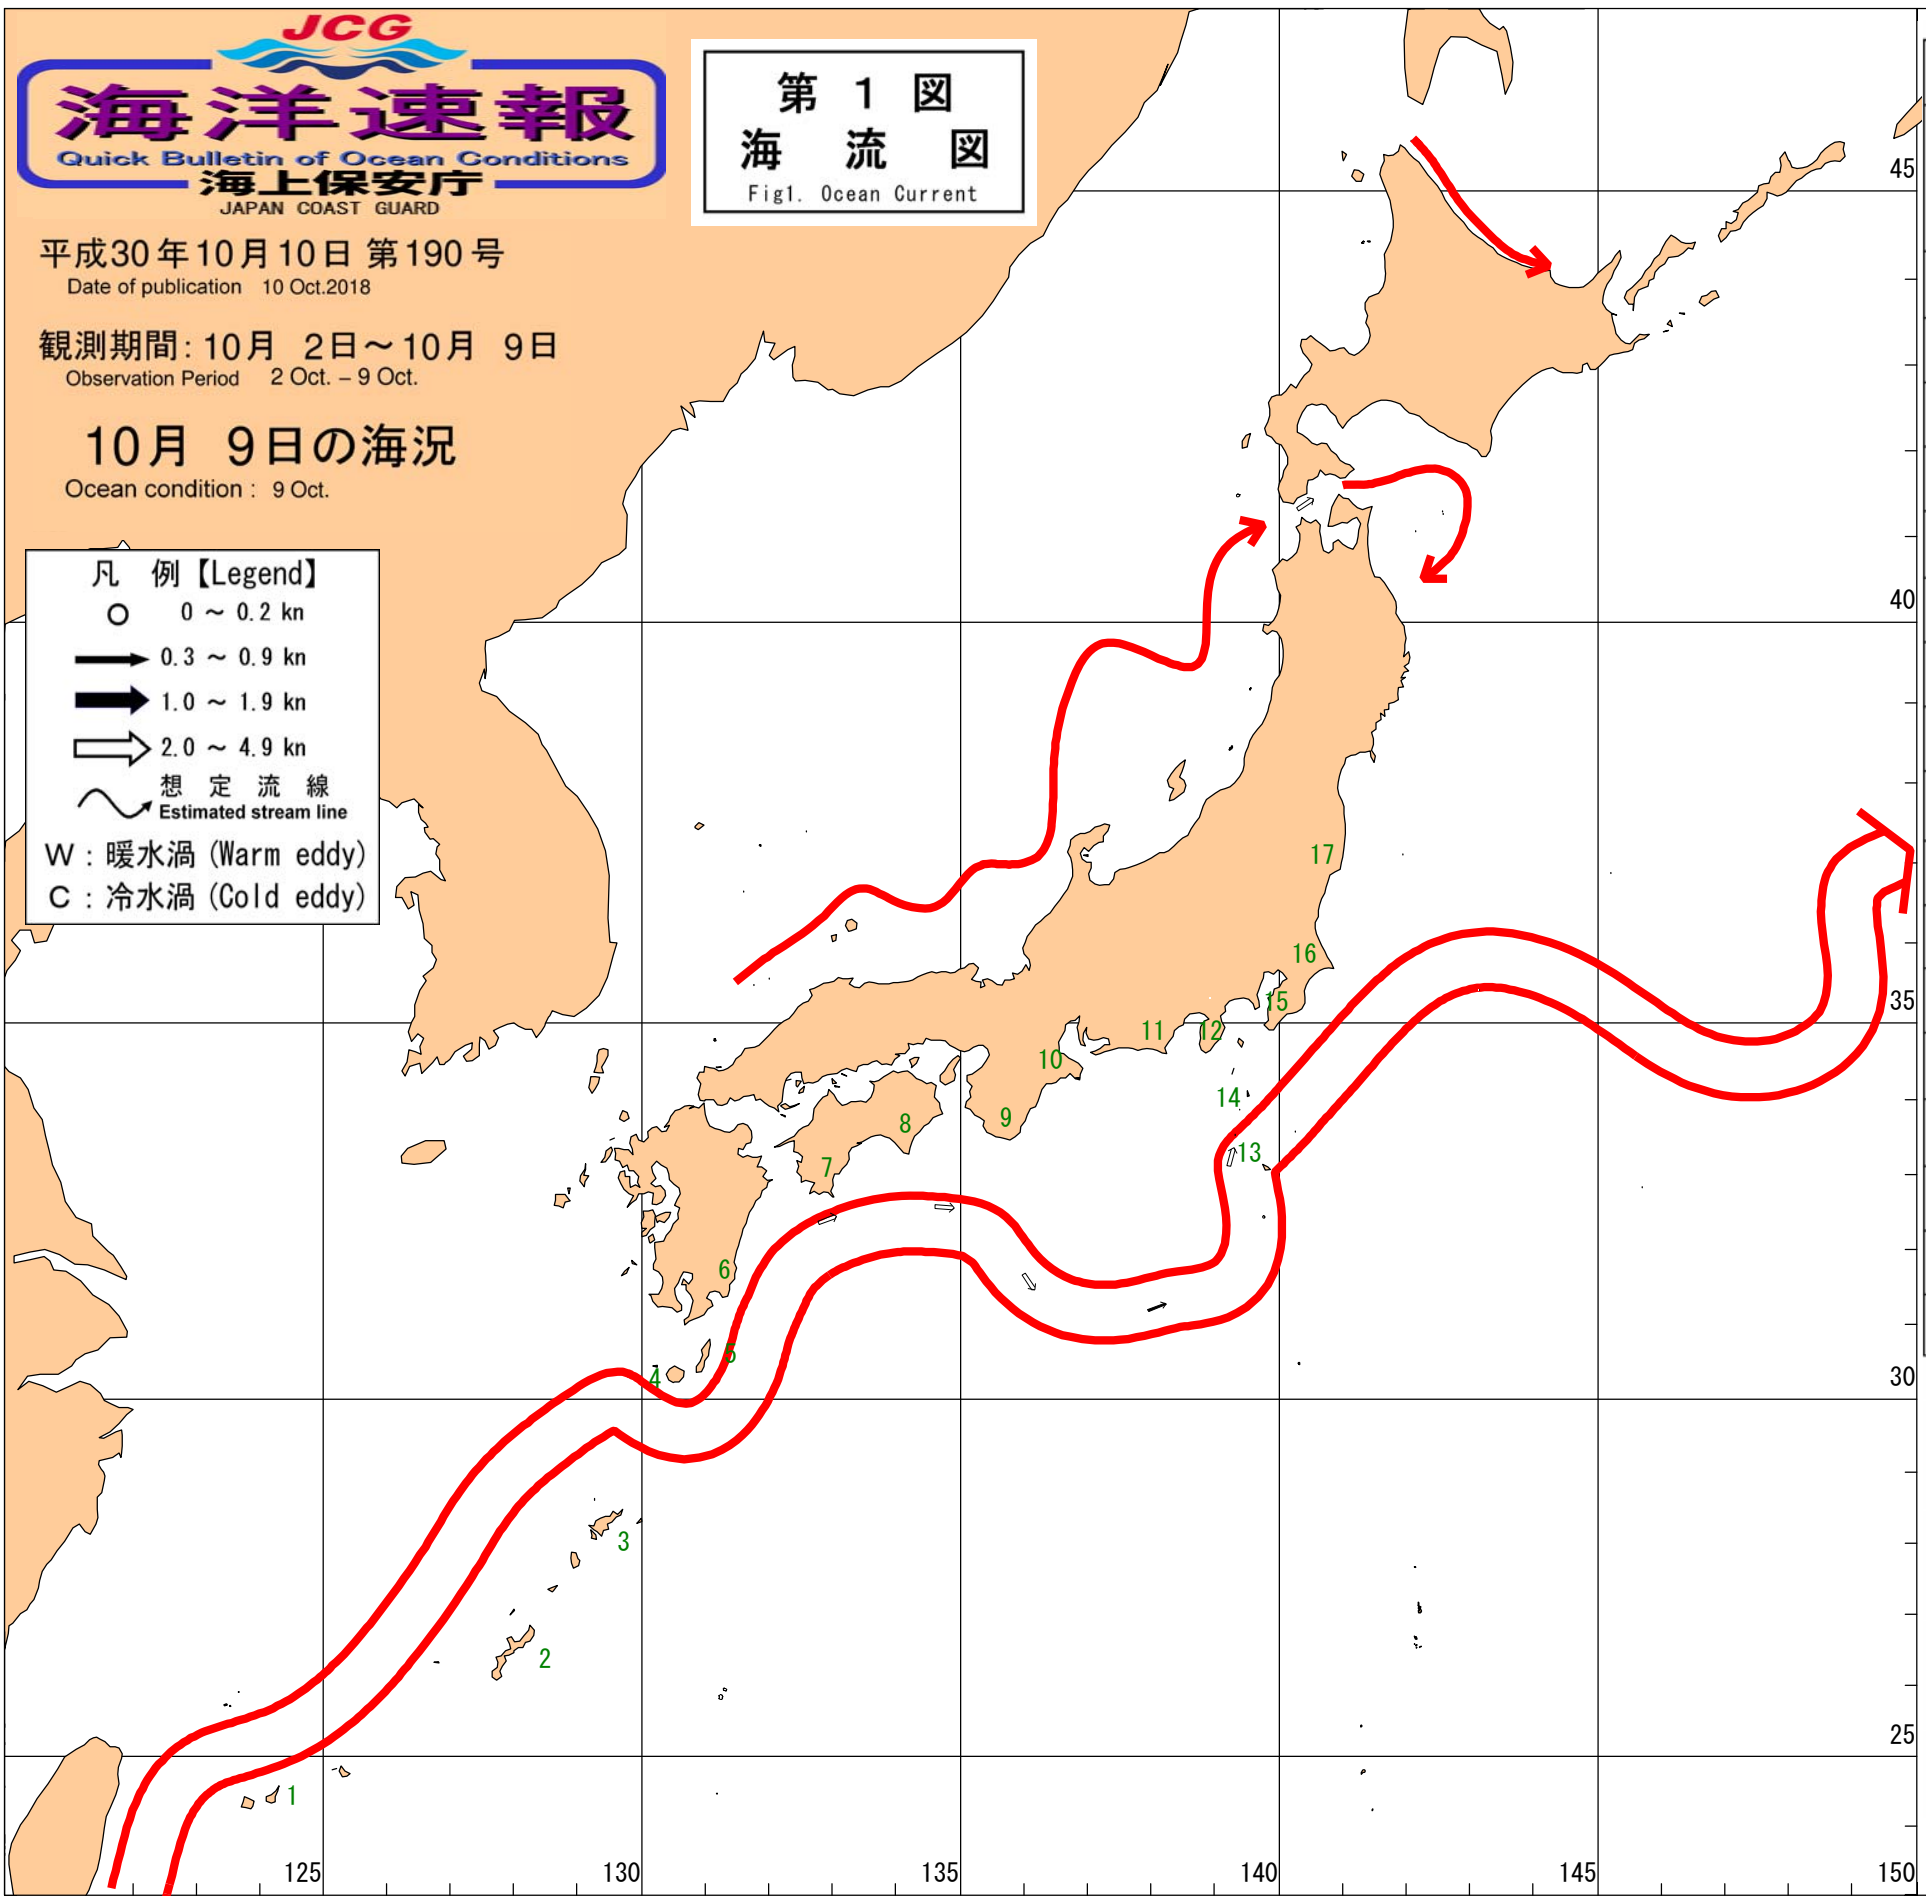 JCG
海洋速報
Quick Bulletin of Ocean Conditions
海上保安庁
JAPAN COAST GUARD
第 1 図
海 流 図
Fig1. Ocean Current
平成30年10月10日 第190号
Date of publication 10 Oct.2018
観測期間: 10月 2日～10月 9日
Observation Period 2 Oct. – 9 Oct.
10月 9日の海況
Ocean condition : 9 Oct.
凡 例【Legend】
0 ～ 0.2 kn
0.3 ～ 0.9 kn
1.0 ～ 1.9 kn
2.0 ～ 4.9 kn
想 定 流 線
Estimated stream line
W : 暖水渦 (Warm eddy)
C : 冷水渦 (Cold eddy)
45
40
35
30
25
17
16
15
11
12
10
14
9
8
13
7
6
5
4
3
2
1
125
130
135
140
145
150